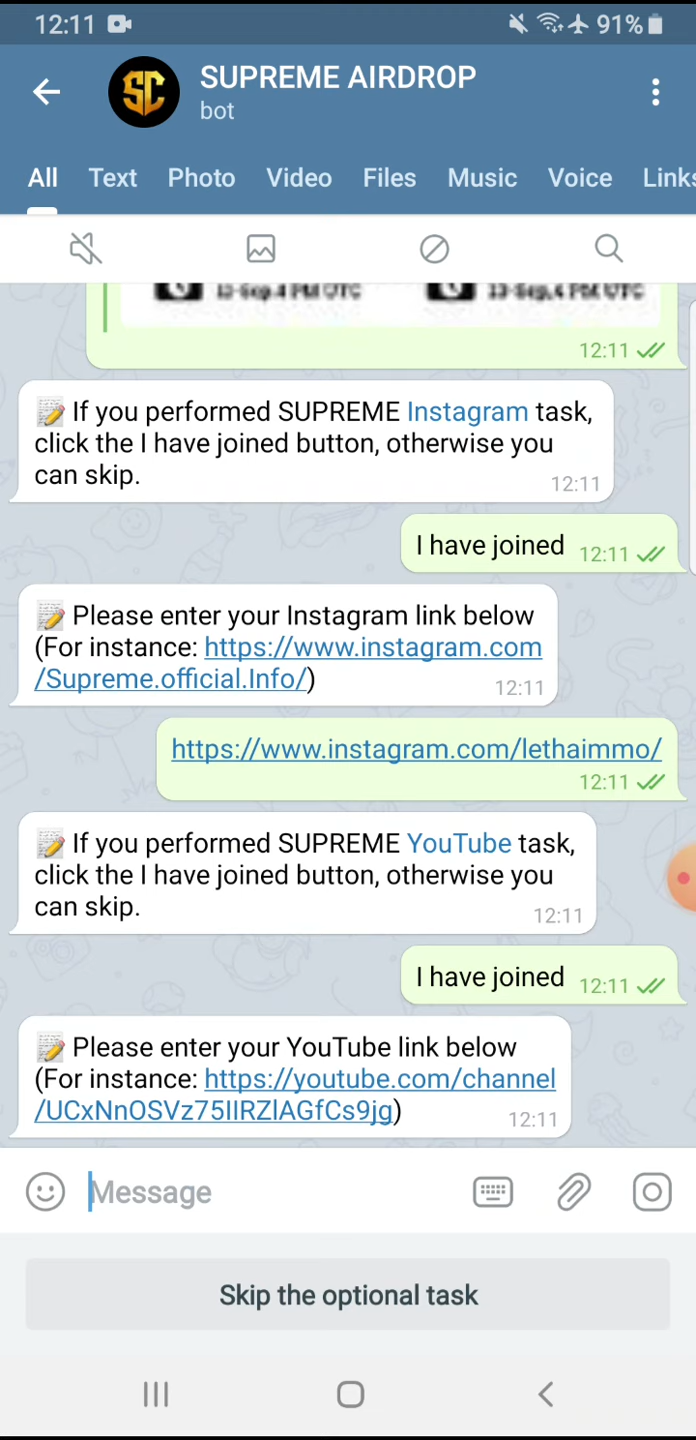 12:11 91%
SC SUPREME AIRDROP
bot
All Text Photo Video Files Music Voice Links
12:11
If you performed SUPREME Instagram task,
click the I have joined button, otherwise you
can skip.
12:11
I have joined 12:11
Please enter your Instagram link below
(For instance: https://www.instagram.com
/Supreme.official.Info/)
12:11
https://www.instagram.com/lethaimmo/
12:11
If you performed SUPREME YouTube task,
click the I have joined button, otherwise you
can skip.
12:11
I have joined 12:11
Please enter your YouTube link below
(For instance: https://youtube.com/channel
/UCxNnOSVz75IIRZlAGfCs9jg)
12:11
Message
Skip the optional task